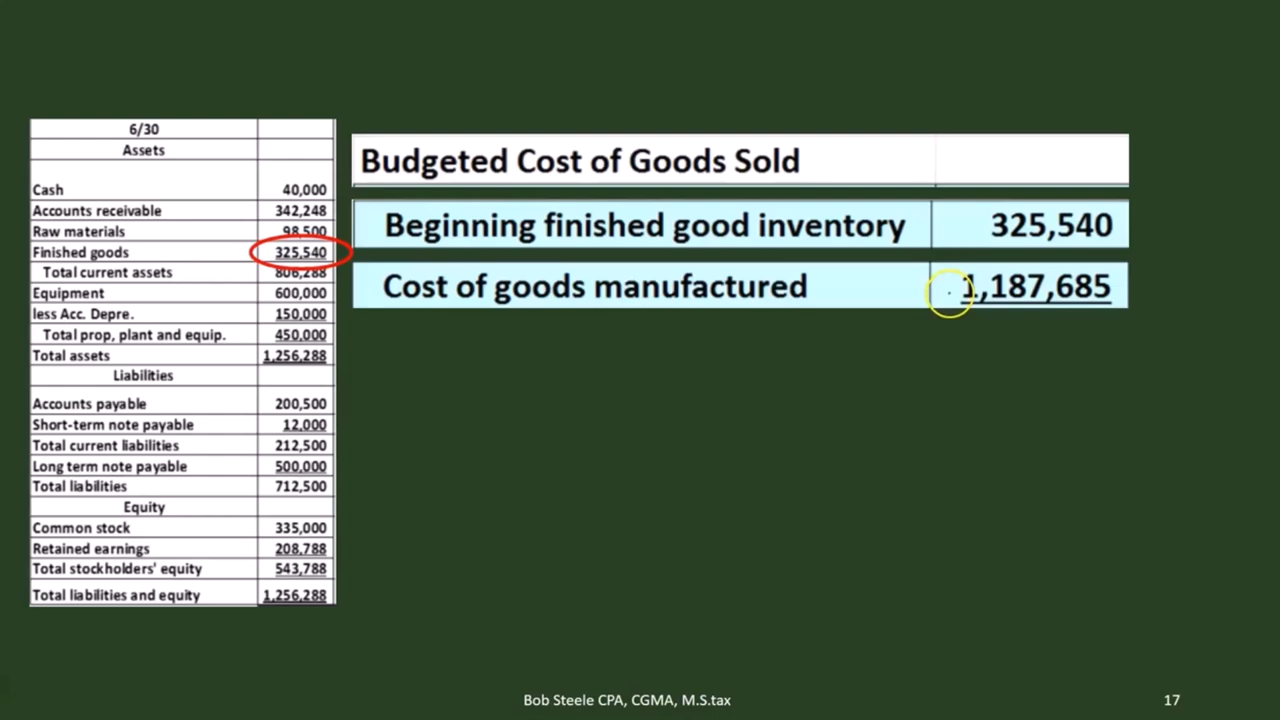 6/30
Assets
Cash 40,000
Accounts receivable 342,248
Raw materials 98,500
Finished goods 325,540
Total current assets 806,288
Equipment 600,000
less Acc. Depre. 150,000
Total prop, plant and equip. 450,000
Total assets 1,256,288
Liabilities
Accounts payable 200,500
Short-term note payable 12,000
Total current liabilities 212,500
Long term note payable 500,000
Total liabilities 712,500
Equity
Common stock 335,000
Retained earnings 208,788
Total stockholders' equity 543,788
Total liabilities and equity 1,256,288
Budgeted Cost of Goods Sold
Beginning finished good inventory 325,540
Cost of goods manufactured 1,187,685
Bob Steele CPA, CGMA, M.S.tax
17